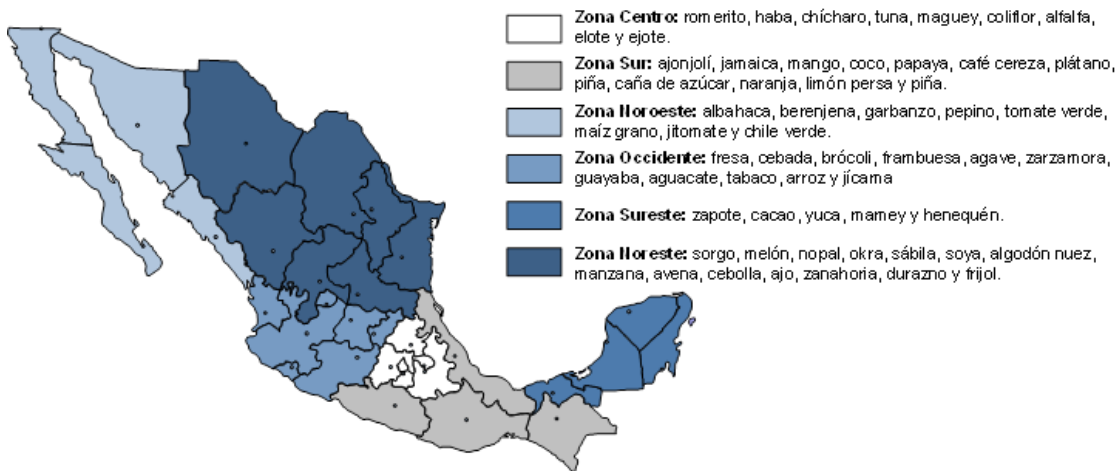 Zona Centro: romerito, haba, chícharo, tuna, maguey, coliflor, alfalfa,
elote y ejote.
Zona Sur: ajonjolí, jamaica, mango, coco, papaya, café cereza, plátano,
piña, caña de azúcar, naranja, limón persa y piña.
Zona Noroeste: albahaca, berenjena, garbanzo, pepino, tomate verde,
maíz grano, jitomate y chile verde.
Zona Occidente: fresa, cebada, brócoli, frambuesa, agave, zarzamora,
guayaba, aguacate, tabaco, arroz y jícama
Zona Sureste: zapote, cacao, yuca, mamey y henequén.
Zona Noreste: sorgo, melón, nopal, okra, sábila, soya, algodón nuez,
manzana, avena, cebolla, ajo, zanahoria, durazno y frijol.